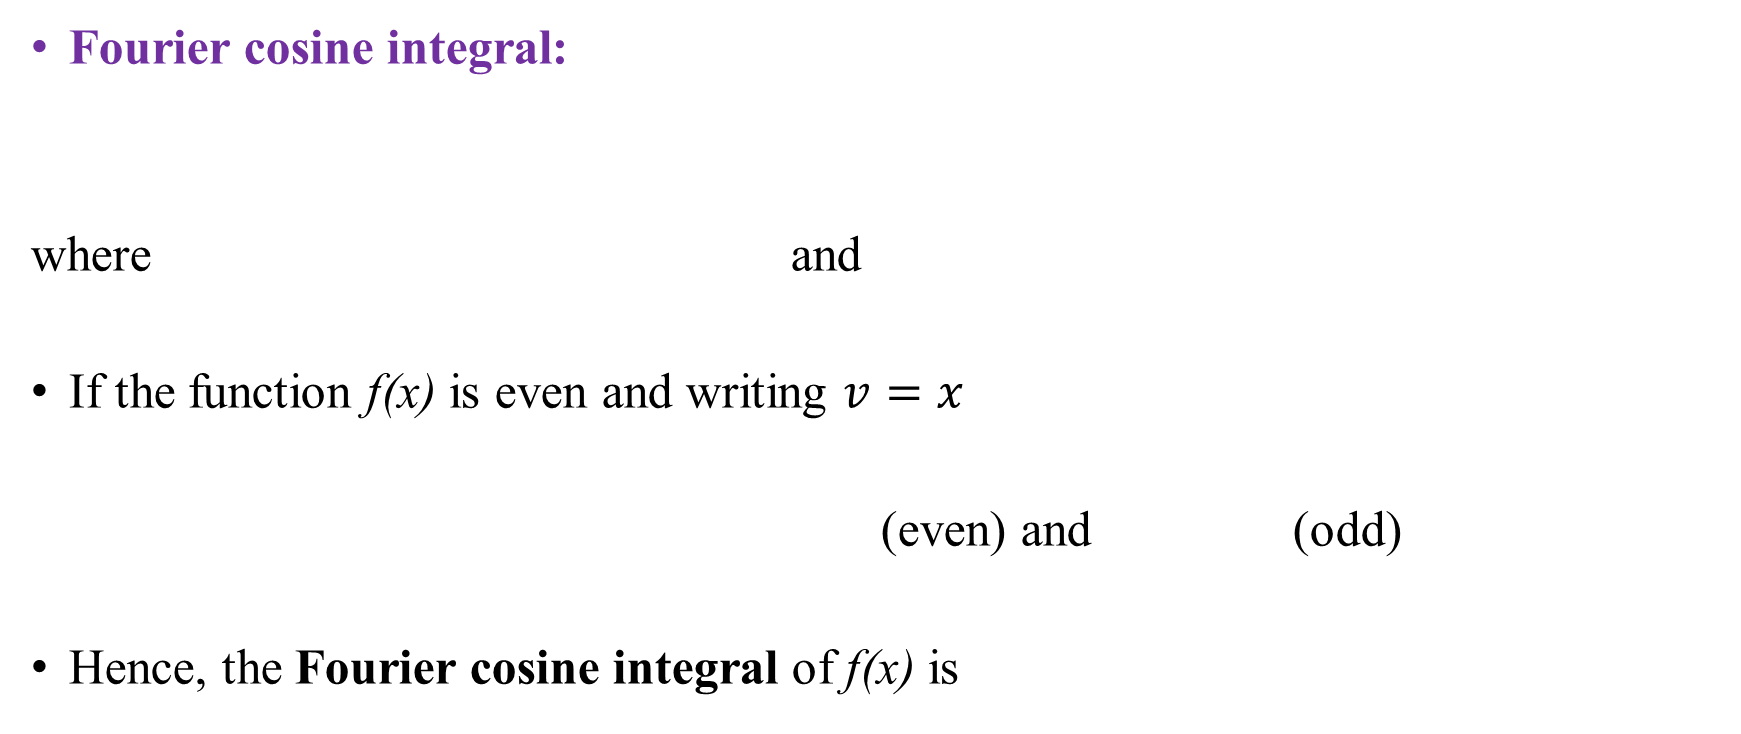 • Fourier cosine integral:
where and
• If the function f(x) is even and writing v = x
(even) and (odd)
• Hence, the Fourier cosine integral of f(x) is